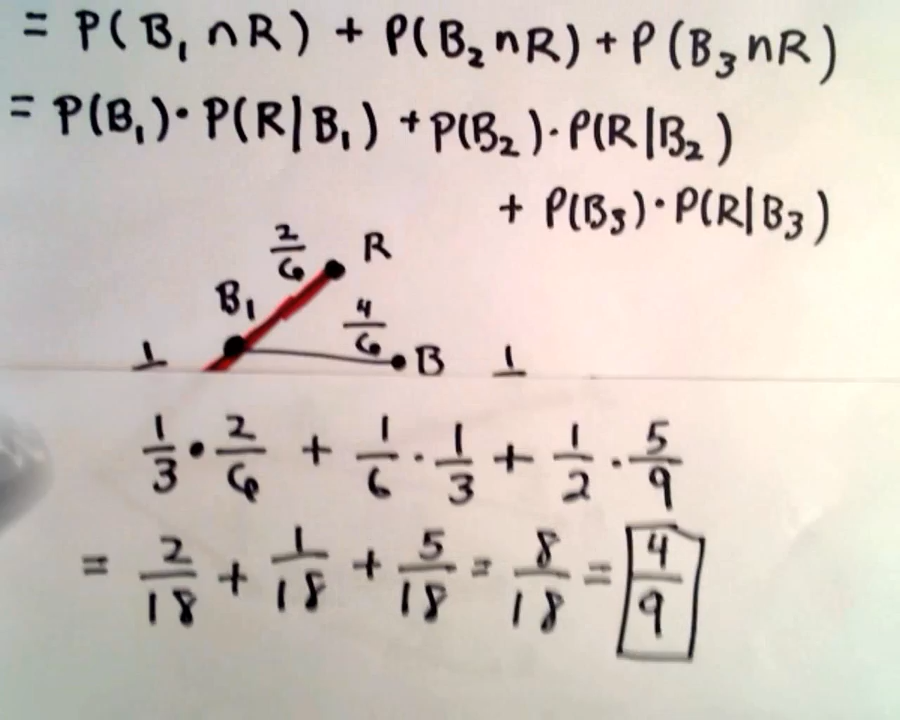 = P(B₁ ∩ R) + P(B₂ ∩ R) + P(B₃ ∩ R)
= P(B₁) · P(R|B₁) + P(B₂) · P(R|B₂)
+ P(B₃) · P(R|B₃)
2/6 R
B₁ 4/6
1 B 1
1/3 · 2/6 + 1/6 · 1/3 + 1/2 · 5/9
= 2/18 + 1/18 + 5/18 = 8/18 = 4/9